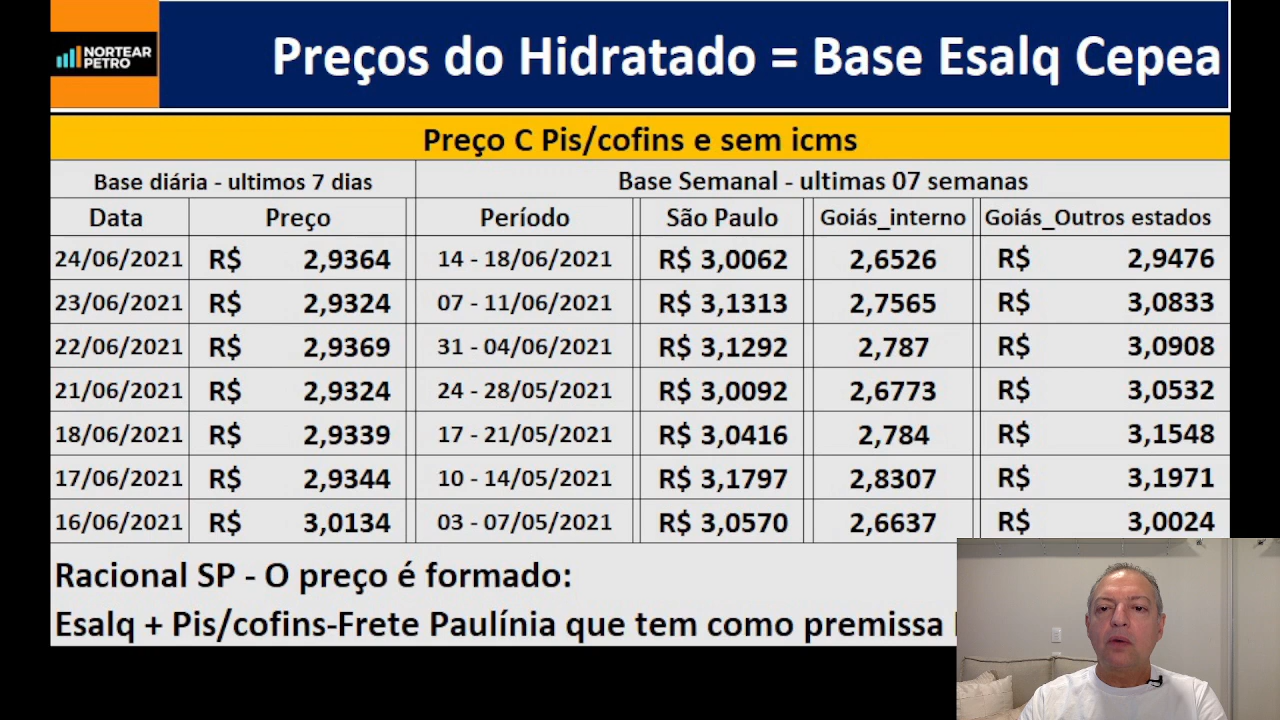 NORTEAR
PETRO
Preços do Hidratado = Base Esalq Cepea
Preço C Pis/cofins e sem icms
Base diária - ultimos 7 dias Base Semanal - ultimas 07 semanas
Data Preço Período São Paulo Goiás_interno Goiás_Outros estados
24/06/2021 R$ 2,9364 14 - 18/06/2021 R$ 3,0062 2,6526 R$ 2,9476
23/06/2021 R$ 2,9324 07 - 11/06/2021 R$ 3,1313 2,7565 R$ 3,0833
22/06/2021 R$ 2,9369 31 - 04/06/2021 R$ 3,1292 2,787 R$ 3,0908
21/06/2021 R$ 2,9324 24 - 28/05/2021 R$ 3,0092 2,6773 R$ 3,0532
18/06/2021 R$ 2,9339 17 - 21/05/2021 R$ 3,0416 2,784 R$ 3,1548
17/06/2021 R$ 2,9344 10 - 14/05/2021 R$ 3,1797 2,8307 R$ 3,1971
16/06/2021 R$ 3,0134 03 - 07/05/2021 R$ 3,0570 2,6637 R$ 3,0024
Racional SP - O preço é formado:
Esalq + Pis/cofins-Frete Paulínia que tem como premissa